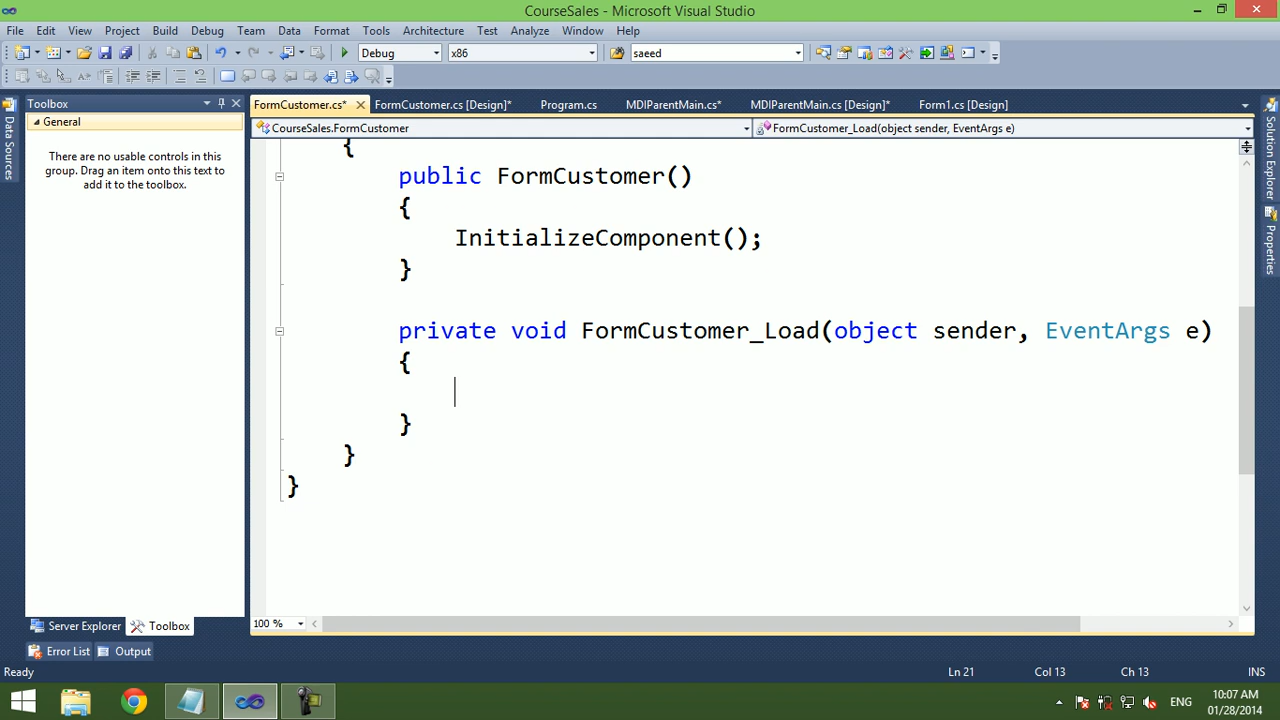 CourseSales - Microsoft Visual Studio
File Edit View Project Build Debug Team Data Format Tools Architecture Test Analyze Window Help
Debug x86 saeed
Toolbox
FormCustomer.cs* FormCustomer.cs [Design]* Program.cs MDIParentMain.cs* MDIParentMain.cs [Design]* Form1.cs [Design]
General
CourseSales.FormCustomer FormCustomer_Load(object sender, EventArgs e)
There are no usable controls in this
group. Drag an item onto this text to
add it to the toolbox.
Data Sources
Solution Explorer
Properties
{
public FormCustomer()
{
InitializeComponent();
}
private void FormCustomer_Load(object sender, EventArgs e)
{
}
}
}
100 %
Server Explorer Toolbox
Error List Output
Ready Ln 21 Col 13 Ch 13 INS
ENG 10:07 AM
01/28/2014